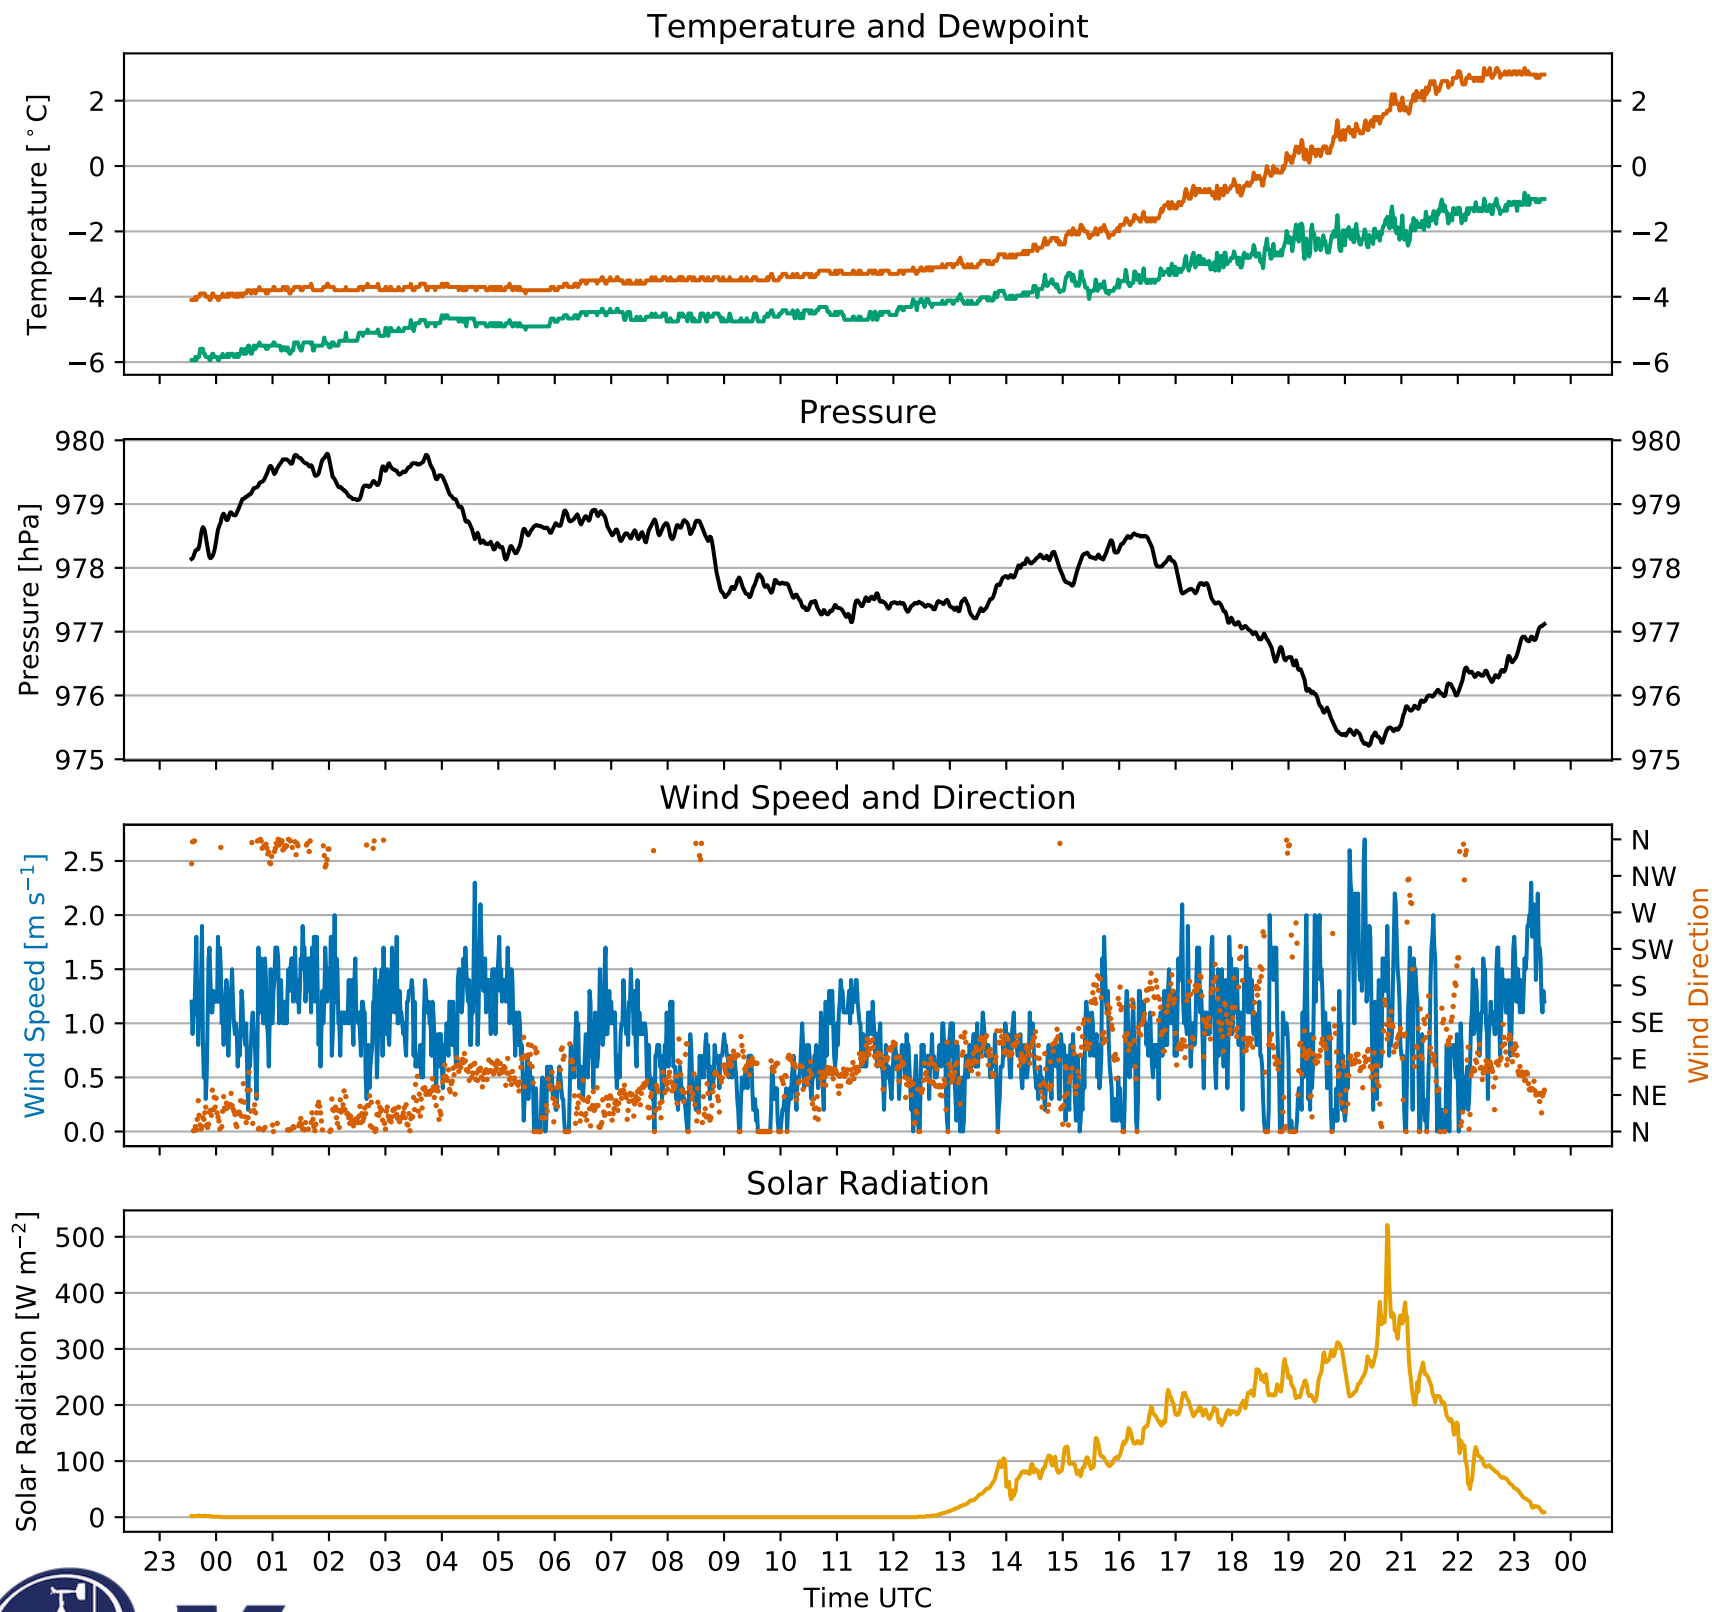 Temperature and Dewpoint
Temperature [°C]
2 2
0 0
−2 −2
−4 −4
−6 −6
Pressure
Pressure [hPa]
980 980
979 979
978 978
977 977
976 976
975 975
Wind Speed and Direction
Wind Speed [m s⁻¹]
Wind Direction
N
2.5
NW
2.0 W
SW
1.5
S
1.0 SE
E
0.5
NE
0.0 N
Solar Radiation
Solar Radiation [W m⁻²]
500
400
300
200
100
0
23 00 01 02 03 04 05 06 07 08 09 10 11 12 13 14 15 16 17 18 19 20 21 22 23 00
Time UTC